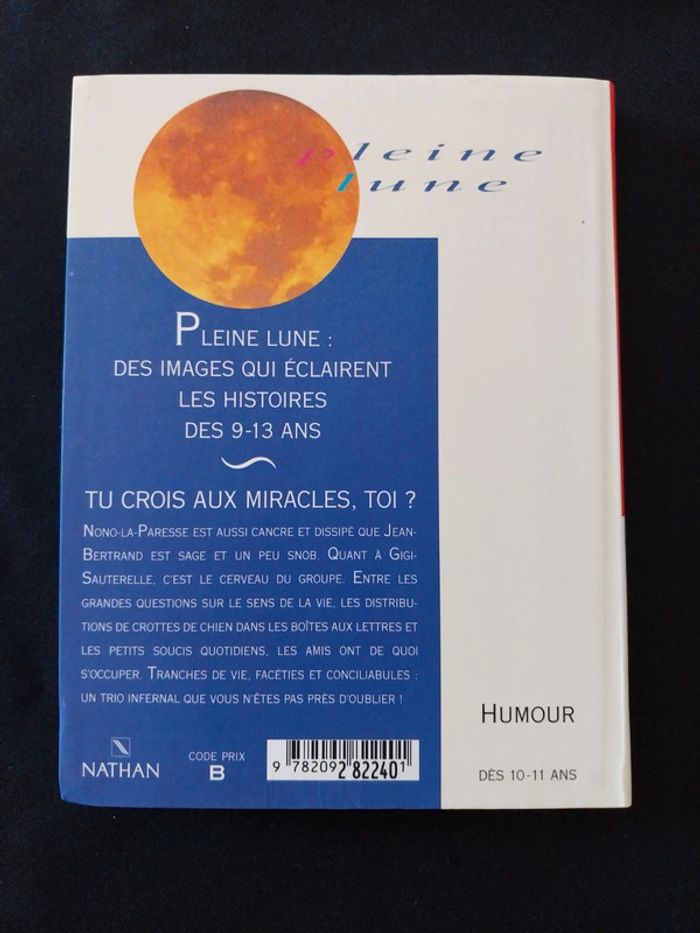 pleine
lune
PLEINE LUNE :
DES IMAGES QUI ÉCLAIRENT
LES HISTOIRES
DES 9-13 ANS
TU CROIS AUX MIRACLES, TOI ?
NONO-LA-PARESSE EST AUSSI CANCRE ET DISSIPÉ QUE JEAN-
BERTRAND EST SAGE ET UN PEU SNOB. QUANT À GIGI-
SAUTERELLE, C'EST LE CERVEAU DU GROUPE. ENTRE LES
GRANDES QUESTIONS SUR LE SENS DE LA VIE, LES DISTRIBU-
TIONS DE CROTTES DE CHIEN DANS LES BOÎTES AUX LETTRES ET
LES PETITS SOUCIS QUOTIDIENS, LES AMIS ONT DE QUOI
S'OCCUPER. TRANCHES DE VIE, FACÉTIES ET CONCILIABULES :
UN TRIO INFERNAL QUE VOUS N'ÊTES PAS PRÈS D'OUBLIER !
HUMOUR
DÈS 10-11 ANS
NATHAN
CODE PRIX
B
9 782092 822401